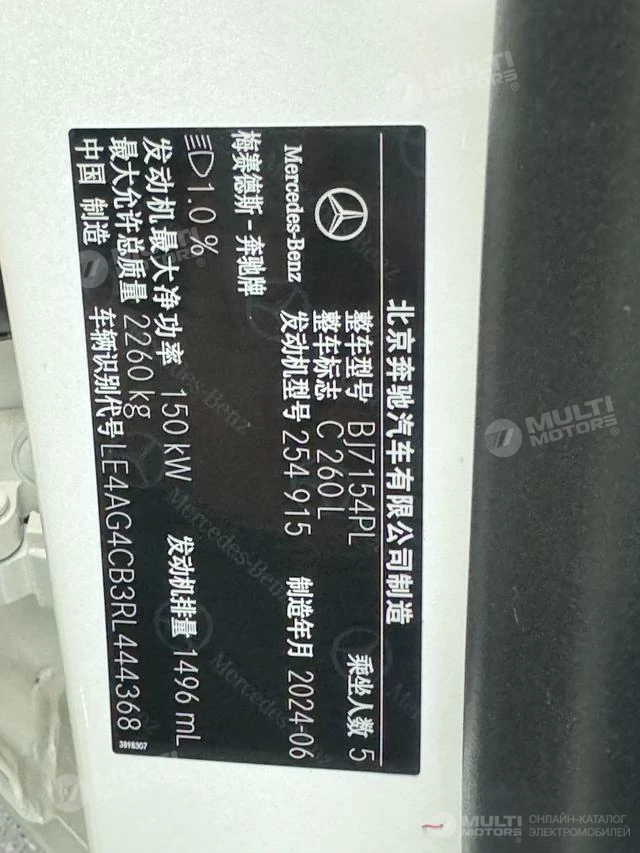 北京奔驰汽车有限公司制造
Mercedes-Benz
梅赛德斯-奔驰牌
整车型号 BJ7154PL
整车标志 C 260 L
乘坐人数 5
发动机型号 254 915
制造年月 2024-06
1.0 %
发动机最大净功率 150 kW
发动机排量 1496 mL
最大允许总质量 2260 kg
中国 制造
车辆识别代号 LE4AG4CB3RL444368
3898307
MULTI MOTORS®
MULTI MOTORS®
MULTI MOTORS®
MULTI MOTORS®
ОНЛАЙН-КАТАЛОГ
ЭЛЕКТРОМОБИЛЕЙ